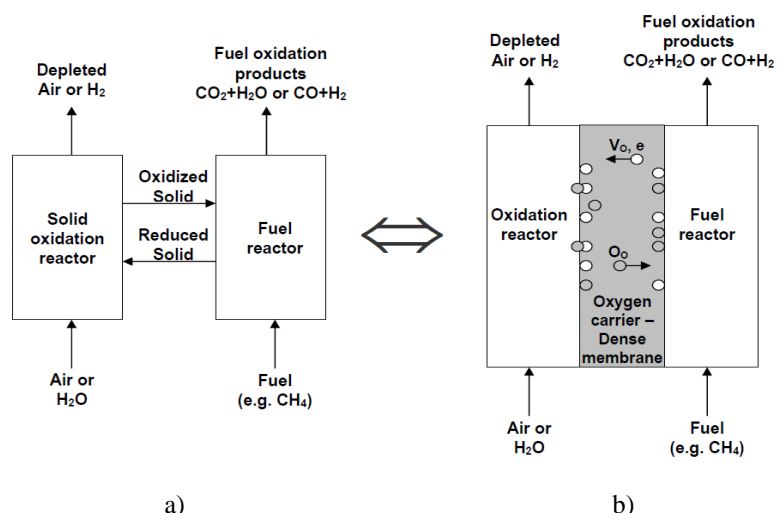 Depleted
Air or H₂
Fuel oxidation
products
CO₂+H₂O or CO+H₂
Oxidized
Solid
Solid
oxidation
reactor
Reduced
Solid
Fuel
reactor
Air or
H₂O
Fuel
(e.g. CH₄)
a)
Depleted
Air or H₂
Fuel oxidation
products
CO₂+H₂O or CO+H₂
V₀, e
Oxidation
reactor
Fuel
reactor
O₀
Oxygen
carrier –
Dense
membrane
Air or
H₂O
Fuel
(e.g. CH₄)
b)